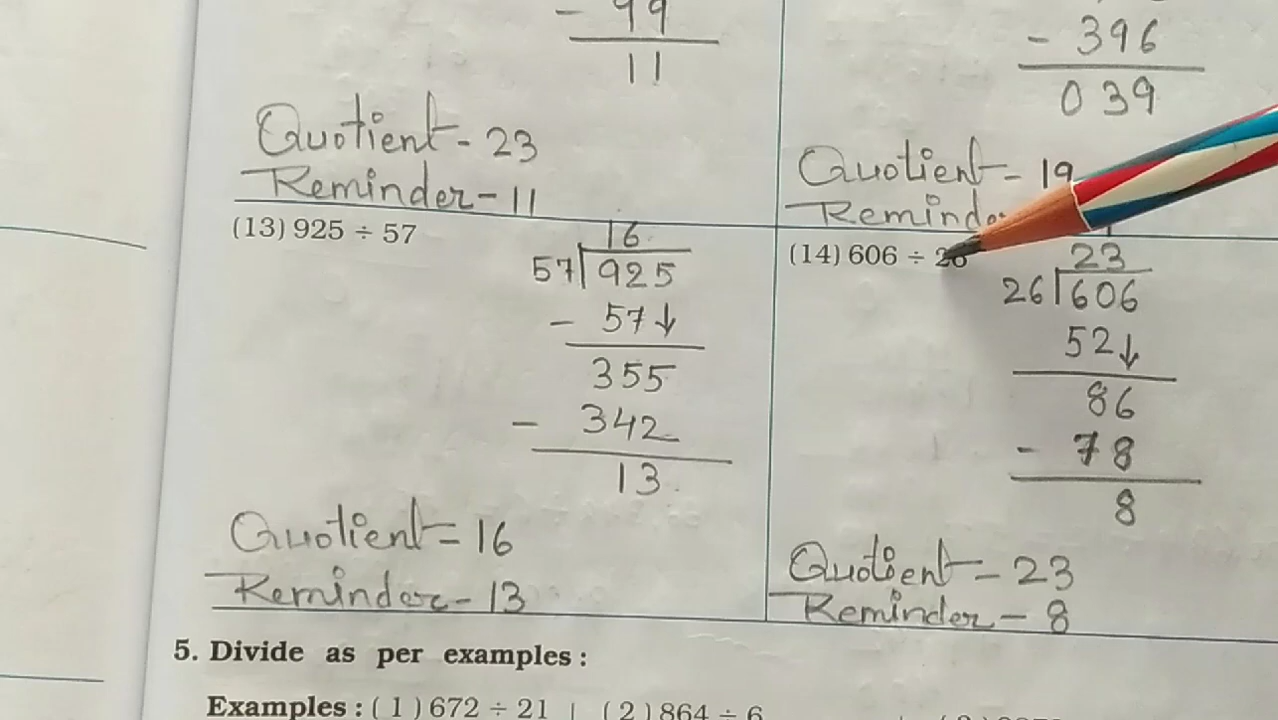 - 99
11
Quotient - 23
Reminder - 11
- 396
039
Quotient - 19
(13) 925 ÷ 57
16
57 925
- 57↓
355
- 342
13
Quotient = 16
Reminder - 13
(14) 606 ÷ 26
23
26 606
52↓
86
- 78
8
Quotient - 23
Reminder - 8
5. Divide as per examples :
Examples : ( 1 ) 672 ÷ 21 ( 2 ) 864 ÷ 6